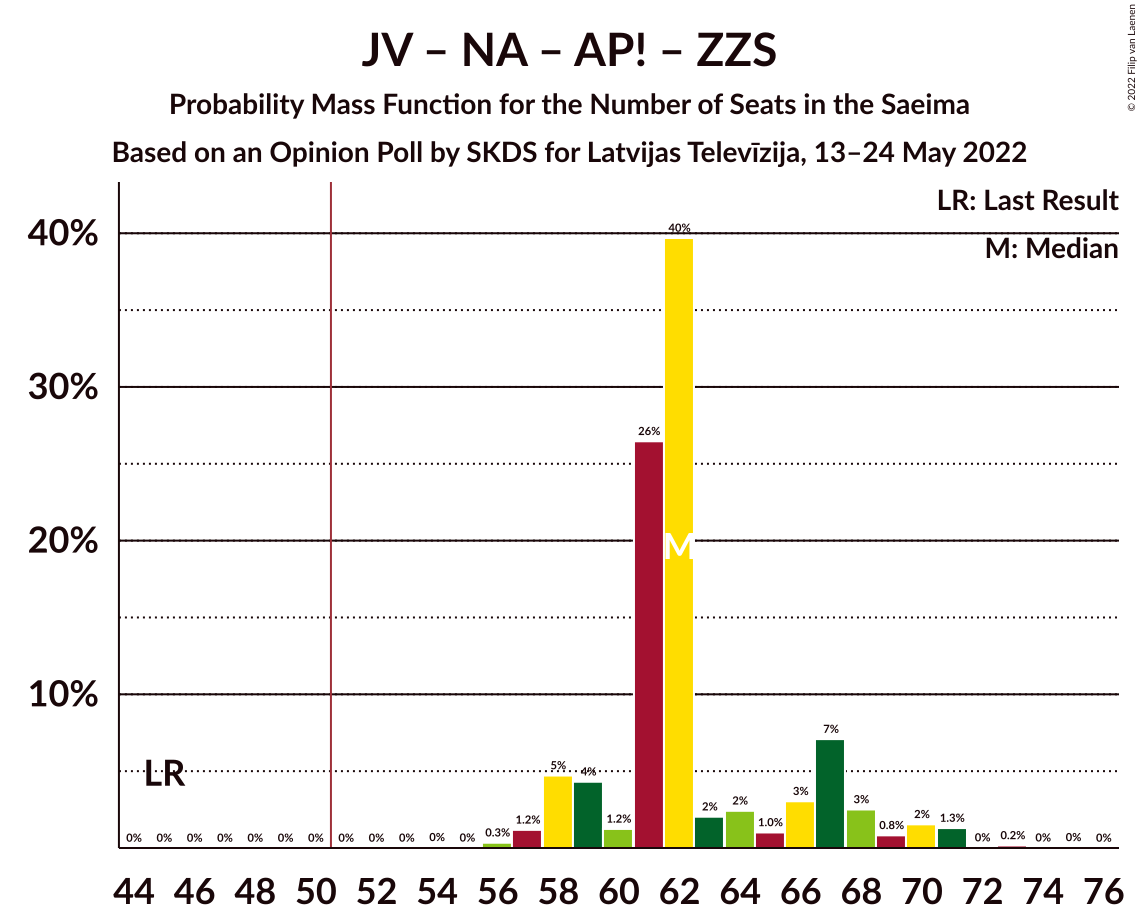 JV – NA – AP! – ZZS
Probability Mass Function for the Number of Seats in the Saeima
Based on an Opinion Poll by SKDS for Latvijas Televīzija, 13–24 May 2022
© 2022 Filip van Laenen
LR: Last Result
M: Median
40%
30%
20%
10%
LR
M
0% 0% 0% 0% 0% 0% 0% 0% 0% 0% 0% 0% 0.3% 1.2% 5% 4% 1.2% 26% 40% 2% 2% 1.0% 3% 7% 3% 0.8% 2% 1.3% 0% 0.2% 0% 0% 0%
44 46 48 50 52 54 56 58 60 62 64 66 68 70 72 74 76